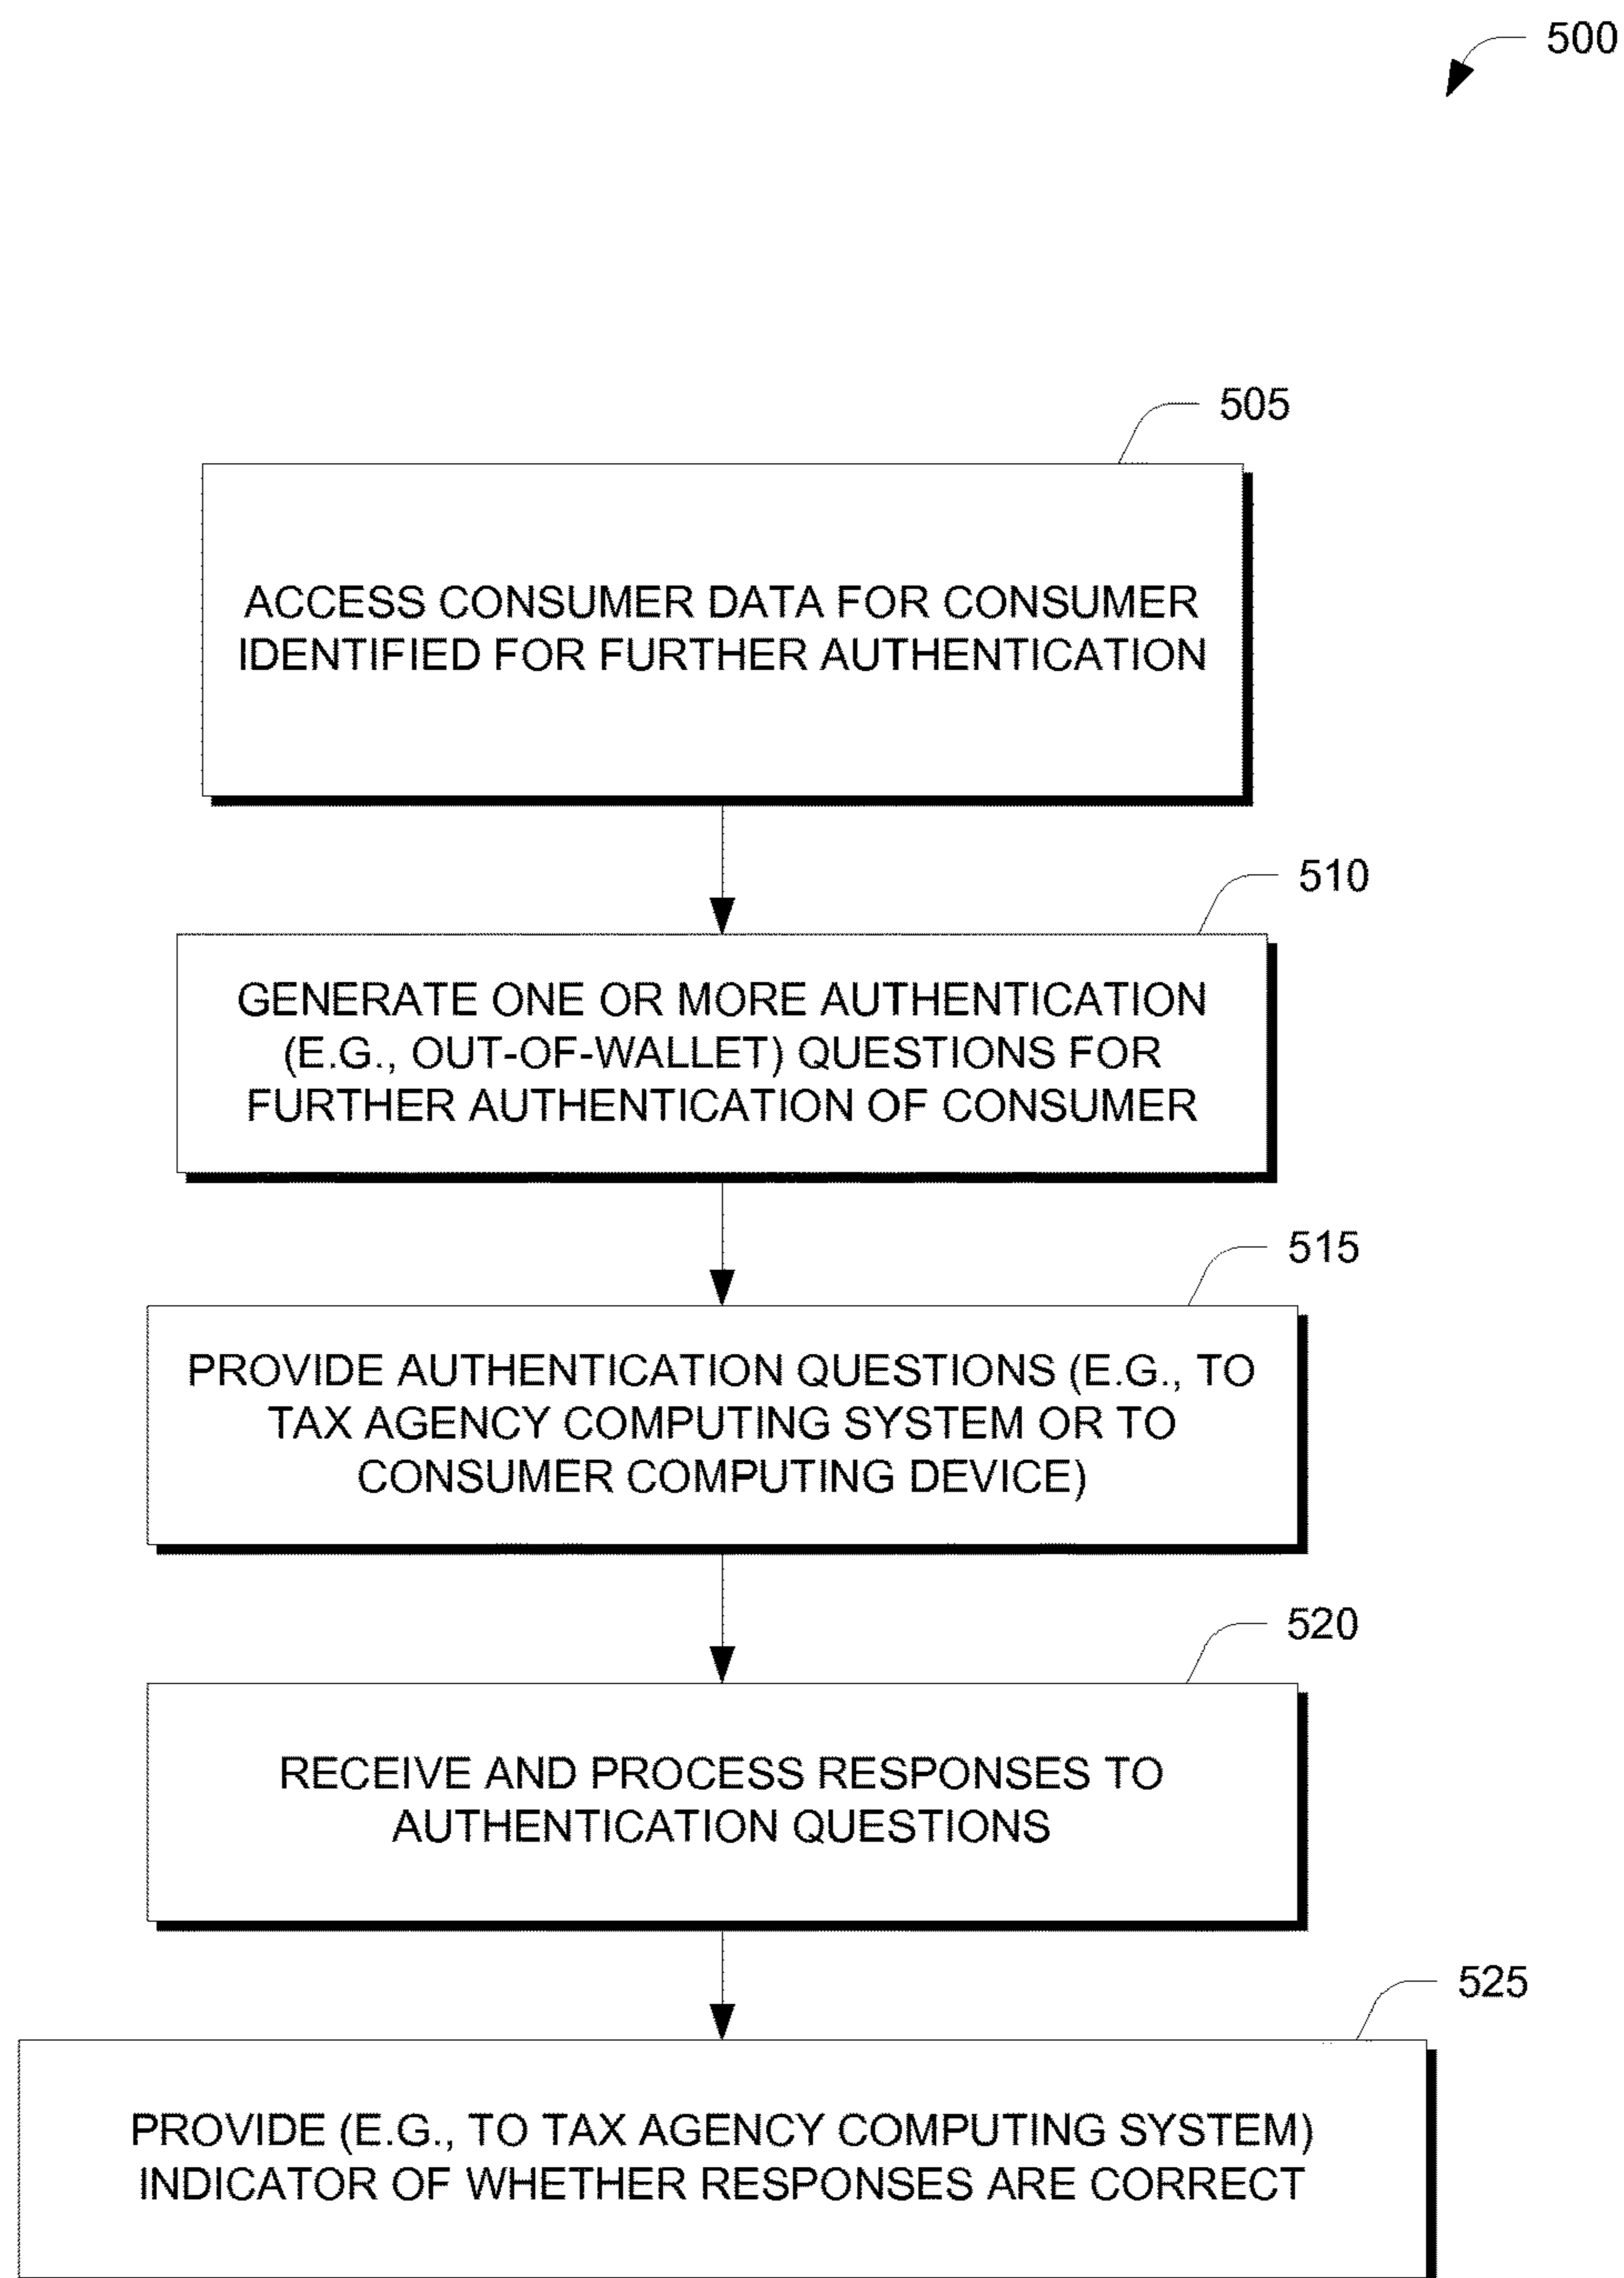 500
505
ACCESS CONSUMER DATA FOR CONSUMER
IDENTIFIED FOR FURTHER AUTHENTICATION
510
GENERATE ONE OR MORE AUTHENTICATION
(E.G., OUT-OF-WALLET) QUESTIONS FOR
FURTHER AUTHENTICATION OF CONSUMER
515
PROVIDE AUTHENTICATION QUESTIONS (E.G., TO
TAX AGENCY COMPUTING SYSTEM OR TO
CONSUMER COMPUTING DEVICE)
520
RECEIVE AND PROCESS RESPONSES TO
AUTHENTICATION QUESTIONS
525
PROVIDE (E.G., TO TAX AGENCY COMPUTING SYSTEM)
INDICATOR OF WHETHER RESPONSES ARE CORRECT